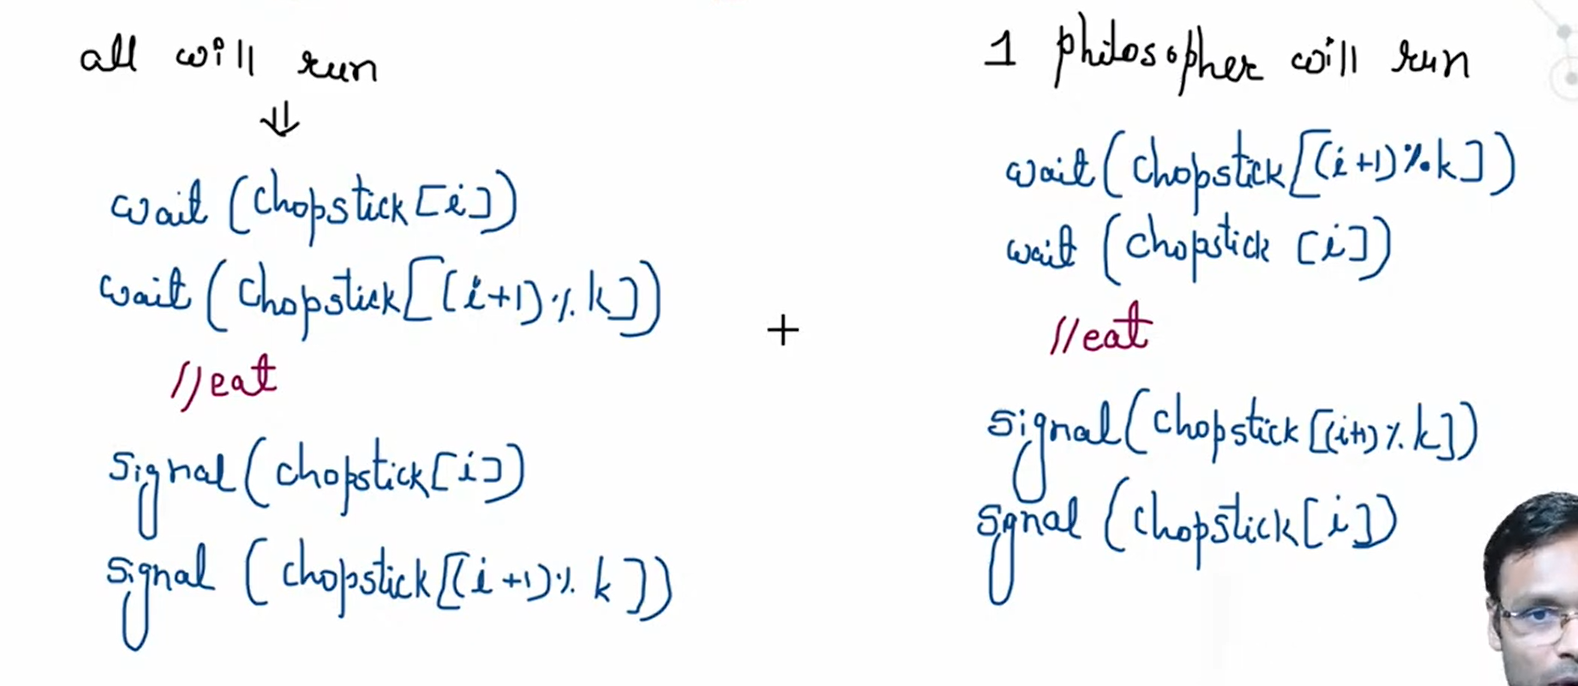 all will run
⇓
wait (chopstick[i])
wait (chopstick[(i+1)%k])
//eat
signal (chopstick[i])
signal (chopstick[(i+1)%k])
+
1 philosopher will run
wait (chopstick[(i+1)%k])
wait (chopstick [i])
//eat
signal (chopstick[(i+1)%k])
signal (chopstick[i])